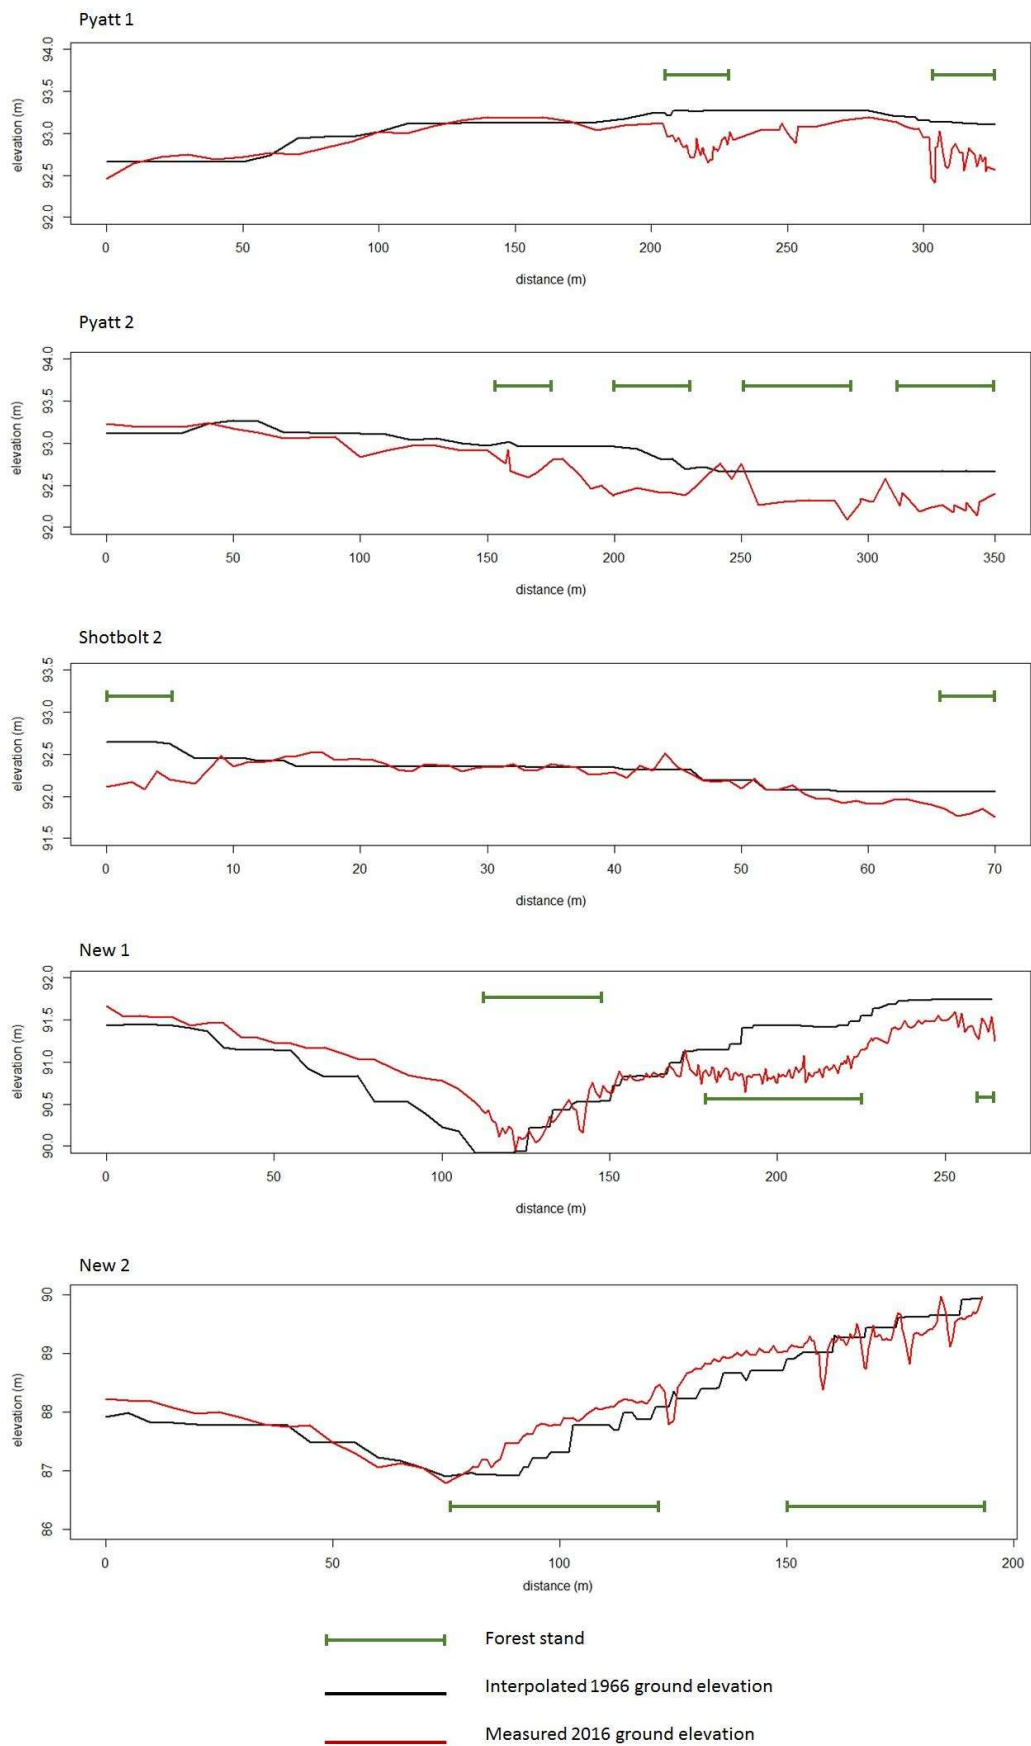 Pyatt 1
elevation (m)
94.0
93.5
93.0
92.5
92.0
0 50 100 150 200 250 300
distance (m)
Pyatt 2
elevation (m)
94.0
93.5
93.0
92.5
92.0
0 50 100 150 200 250 300 350
distance (m)
Shotbolt 2
elevation (m)
93.5
93.0
92.5
92.0
91.5
0 10 20 30 40 50 60 70
distance (m)
New 1
elevation (m)
92.0
91.5
91.0
90.5
90.0
0 50 100 150 200 250
distance (m)
New 2
elevation (m)
90
89
88
87
86
0 50 100 150 200
distance (m)
Forest stand
Interpolated 1966 ground elevation
Measured 2016 ground elevation